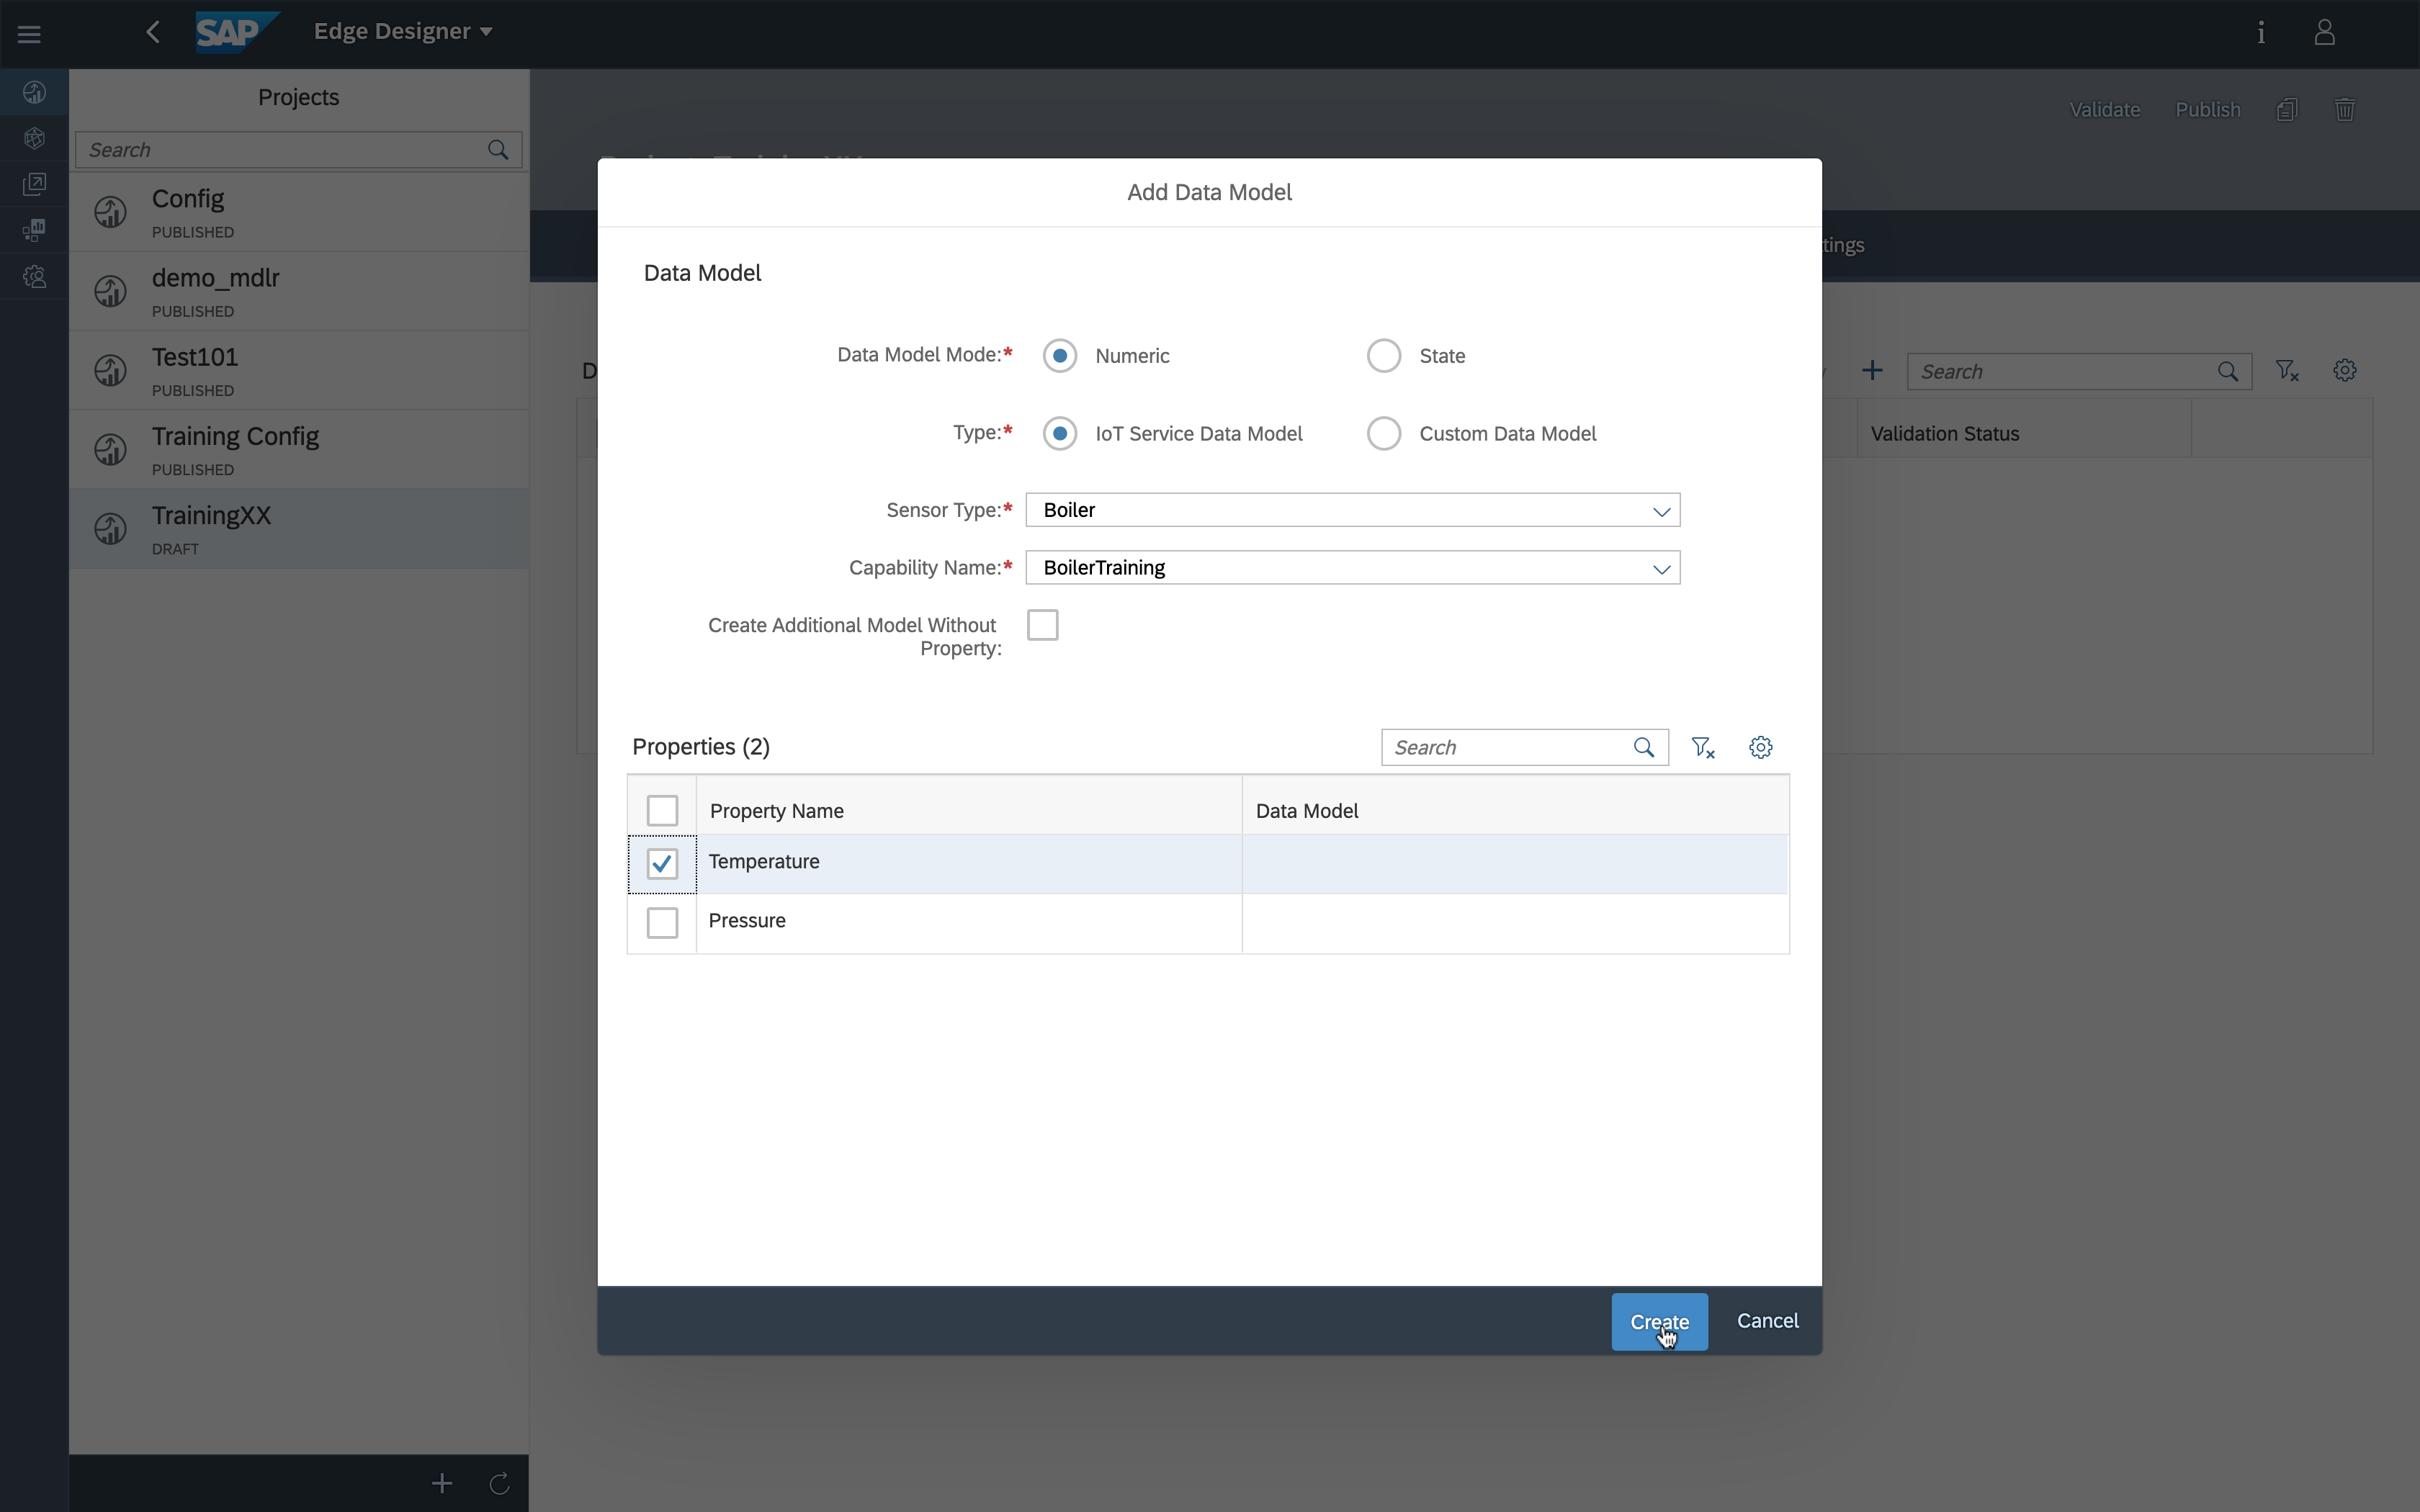 SAP
Edge Designer
Projects
Validate
Publish
Search
Config
PUBLISHED
demo_mdlr
PUBLISHED
Test101
PUBLISHED
Training Config
PUBLISHED
TrainingXX
DRAFT
Add Data Model
tings
Data Model
Data Model Mode:*
Numeric
State
D
Search
Type:*
IoT Service Data Model
Custom Data Model
Validation Status
Sensor Type:*
Boiler
Capability Name:*
BoilerTraining
Create Additional Model Without
Property:
Properties (2)
Search
Property Name
Data Model
Temperature
Pressure
Create
Cancel